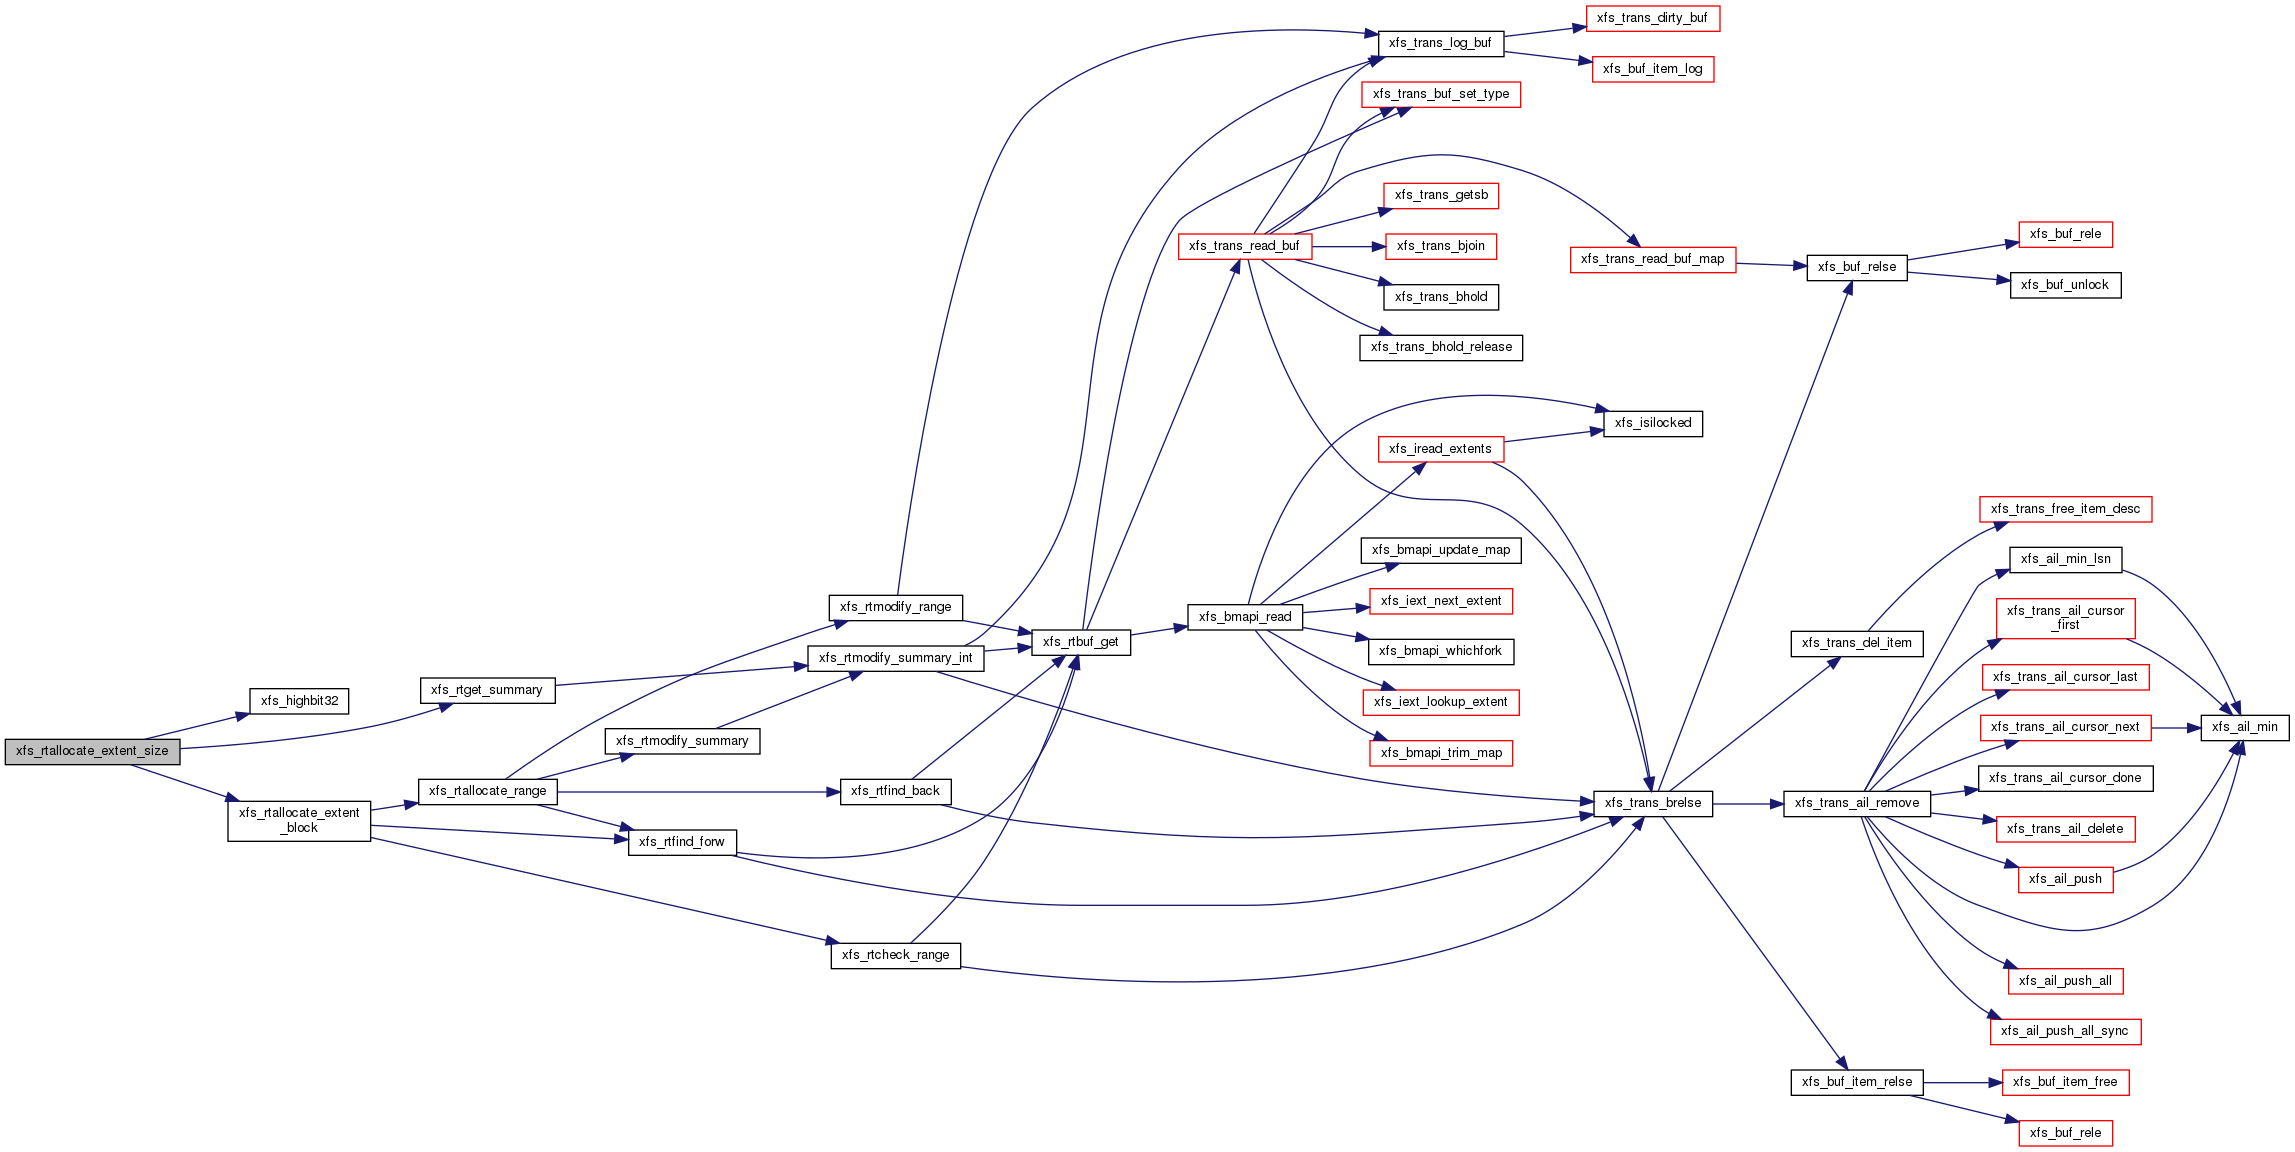 xfs_trans_dirty_buf
xfs_trans_log_buf
xfs_buf_item_log
xfs_trans_buf_set_type
xfs_trans_getsb
xfs_buf_rele
xfs_trans_read_buf
xfs_trans_bjoin
xfs_trans_read_buf_map
xfs_buf_relse
xfs_buf_unlock
xfs_trans_bhold
xfs_trans_bhold_release
xfs_isilocked
xfs_iread_extents
xfs_trans_free_item_desc
xfs_bmapi_update_map
xfs_ail_min_lsn
xfs_rtmodify_range
xfs_iext_next_extent
xfs_trans_ail_cursor
_first
xfs_bmapi_read
xfs_rtbuf_get
xfs_trans_del_item
xfs_bmapi_whichfork
xfs_rtmodify_summary_int
xfs_trans_ail_cursor_last
xfs_rtget_summary
xfs_highbit32
xfs_iext_lookup_extent
xfs_trans_ail_cursor_next
xfs_ail_min
xfs_rtmodify_summary
xfs_rtallocate_extent_size
xfs_bmapi_trim_map
xfs_trans_ail_cursor_done
xfs_rtallocate_range
xfs_rtfind_back
xfs_trans_brelse
xfs_trans_ail_remove
xfs_rtallocate_extent
_block
xfs_trans_ail_delete
xfs_rtfind_forw
xfs_ail_push
xfs_rtcheck_range
xfs_ail_push_all
xfs_ail_push_all_sync
xfs_buf_item_relse
xfs_buf_item_free
xfs_buf_rele